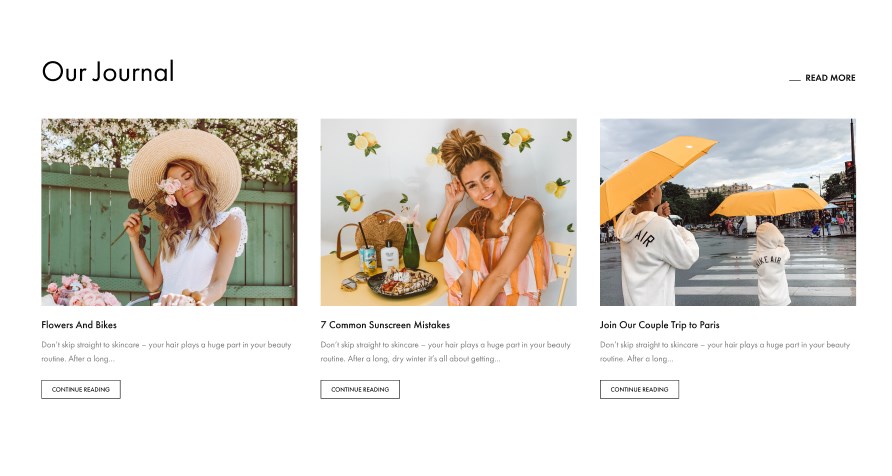 Our Journal
READ MORE
Flowers And Bikes
Don't skip straight to skincare – your hair plays a huge part in your beauty
routine. After a long...
CONTINUE READING
7 Common Sunscreen Mistakes
Don't skip straight to skincare – your hair plays a huge part in your beauty
routine. After a long, dry winter it's all about getting...
CONTINUE READING
AIR
AIR
Join Our Couple Trip to Paris
Don't skip straight to skincare – your hair plays a huge part in your beauty
routine. After a long...
CONTINUE READING